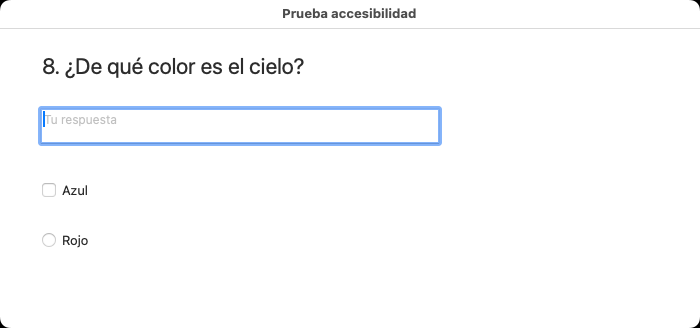 Prueba accesibilidad
8. ¿De qué color es el cielo?
Tu respuesta
Azul
Rojo